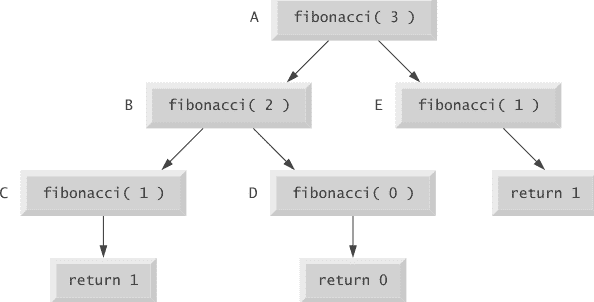 A fibonacci( 3 )
B fibonacci( 2 )
E fibonacci( 1 )
C fibonacci( 1 )
D fibonacci( 0 )
return 1
return 1
return 0